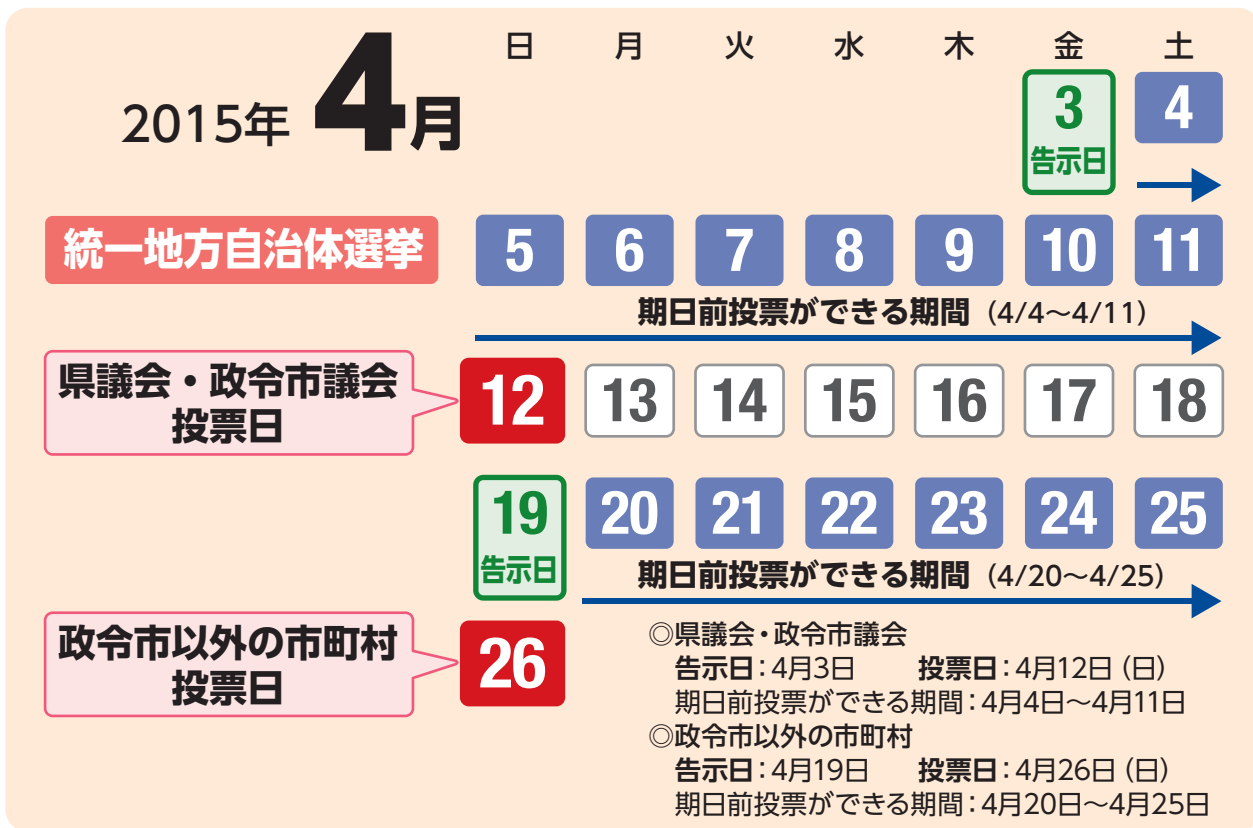 2015年 4月
日 月 火 水 木 金 土
3 4
告示日
統一地方自治体選挙
5 6 7 8 9 10 11
期日前投票ができる期間（4/4〜4/11）
県議会・政令市議会
投票日
12 13 14 15 16 17 18
19 20 21 22 23 24 25
告示日
期日前投票ができる期間（4/20〜4/25）
政令市以外の市町村
投票日
26
◎県議会・政令市議会
告示日：4月3日 投票日：4月12日（日）
期日前投票ができる期間：4月4日〜4月11日
◎政令市以外の市町村
告示日：4月19日 投票日：4月26日（日）
期日前投票ができる期間：4月20日〜4月25日